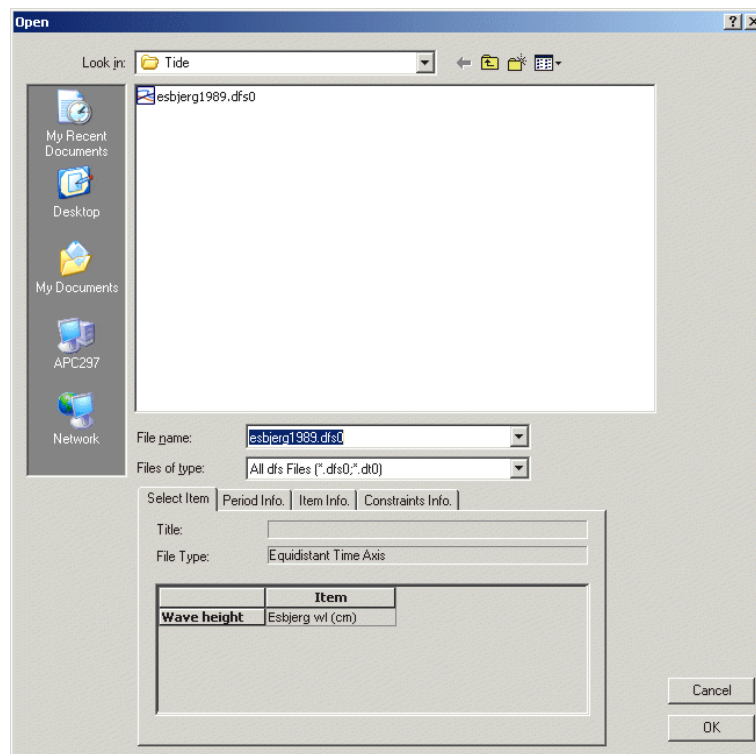 Open
Look in: Tide
esbjerg1989.dfs0
My Recent
Documents
Desktop
My Documents
APC297
Network
File name: esbjerg1989.dfs0
Files of type: All dfs Files (*.dfs0;*.dt0)
Select Item Period Info. Item Info. Constraints Info.
Title:
File Type: Equidistant Time Axis
Item
Wave height Esbjerg wl (cm)
Cancel
OK